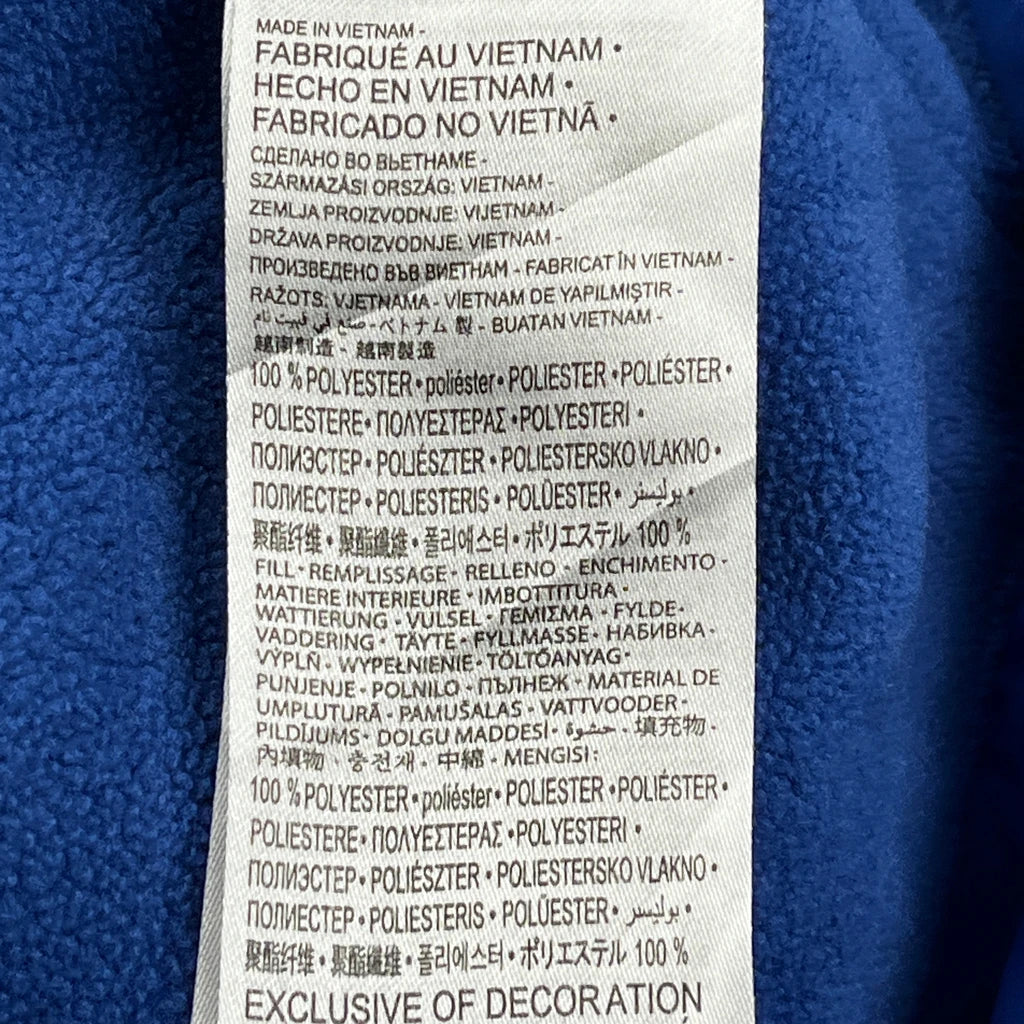 MADE IN VIETNAM -
FABRIQUÉ AU VIETNAM •
HECHO EN VIETNAM •
FABRICADO NO VIETNÃ •
СДЕЛАНО ВО ВЬЕТНАМЕ -
SZÁRMAZÁSI ORSZÁG: VIETNAM -
ZEMLJA PROIZVODNJE: VIJETNAM -
DRŽAVA PROIZVODNJE: VIETNAM -
ПРОИЗВЕДЕНО ВЪВ ВИЕТНАМ - FABRICAT ÎN VIETNAM -
RAŽOTS: VJETNAMA - VİETNAM DE YAPILMIŞTIR -
صنع في فييت نام - ベトナム 製 - BUATAN VIETNAM -
越南制造 - 越南製造
100 % POLYESTER • poliéster • POLIESTER • POLIÉSTER •
POLIESTERE • ΠΟΛΥΕΣΤΕΡΑΣ • POLYESTERI •
ПОЛИЭСТЕР • POLIÉSZTER • POLIESTERSKO VLAKNO •
ПОЛИЕСТЕР • POLIESTERIS • POLÜESTER • بوليستر •
聚酯纤维 • 聚酯纖維 • 폴리에스터 • ポリエステル 100 %
FILL - REMPLISSAGE - RELLENO - ENCHIMENTO -
MATIERE INTERIEURE - IMBOTTITURA -
WATTIERUNG - VULSEL - ΓΕΜΙΣΜΑ - FYLDE -
VADDERING - TÄYTE - FYLLMASSE - НАБИВКА -
VÝPLŇ - WYPEŁNIENIE - TÖLTŐANYAG -
PUNJENJE - POLNILO - ПЪЛНЕЖ - MATERIAL DE
UMPLUTURĂ - PAMUŠALAS - VATTVOODER -
PILDĪJUMS - DOLGU MADDESİ - حشوة - 填充物 -
內填物 - 충전재 - 中綿 - MENGISI:
100 % POLYESTER • poliéster • POLIESTER • POLIÉSTER •
POLIESTERE • ΠΟΛΥΕΣΤΕΡΑΣ • POLYESTERI •
ПОЛИЭСТЕР • POLIÉSZTER • POLIESTERSKO VLAKNO •
ПОЛИЕСТЕР • POLIESTERIS • POLÜESTER • بوليستر •
聚酯纤维 • 聚酯纖維 • 폴리에스터 • ポリエステル 100 %
EXCLUSIVE OF DECORATION